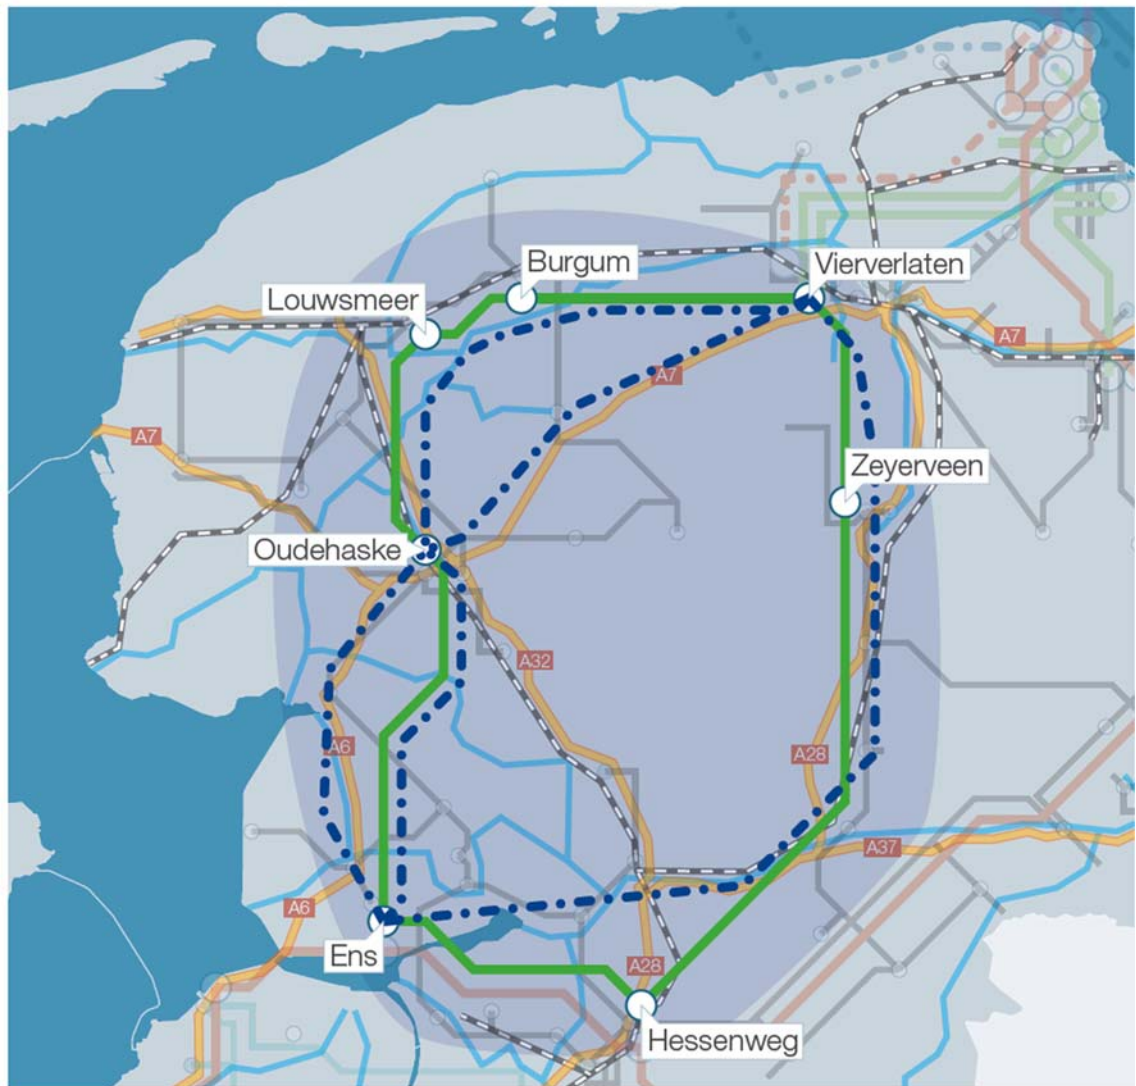 Burgum
Vierverlaten
Louwsmeer
A7
A7
A7
Zeyerveen
Oudehaske
A32
A6
A28
A37
A6
Ens
A28
Hessenweg